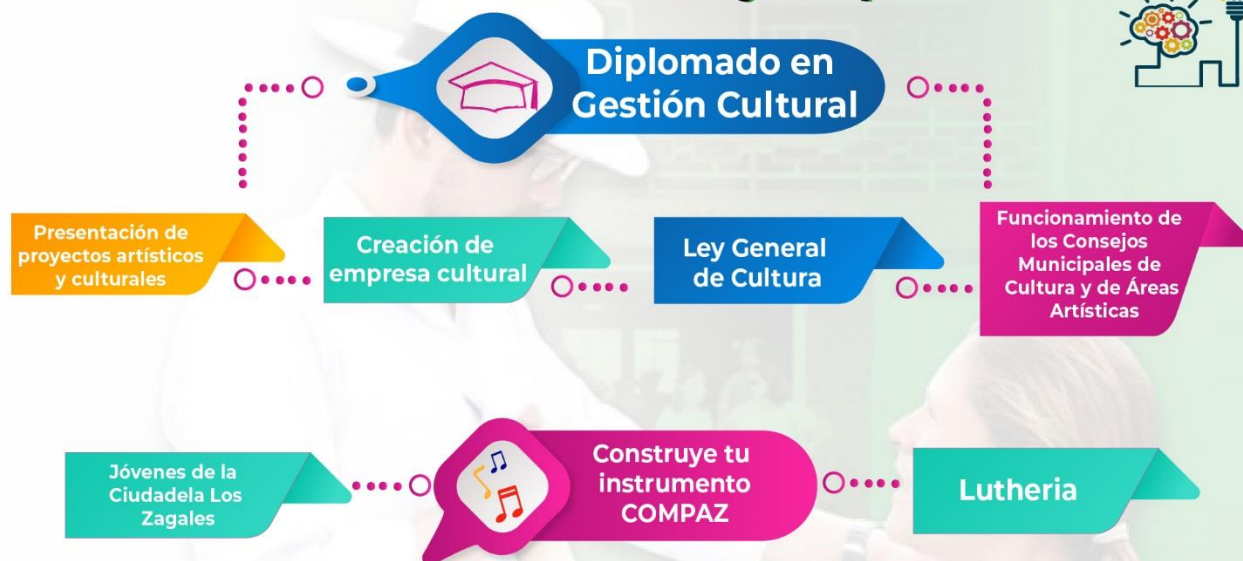 Diplomado en
Gestión Cultural
Presentación de
proyectos artísticos
y culturales
Creación de
empresa cultural
Ley General
de Cultura
Funcionamiento de
los Consejos
Municipales de
Cultura y de Áreas
Artísticas
Jóvenes de la
Ciudadela Los
Zagales
Construye tu
instrumento
COMPAZ
Lutheria